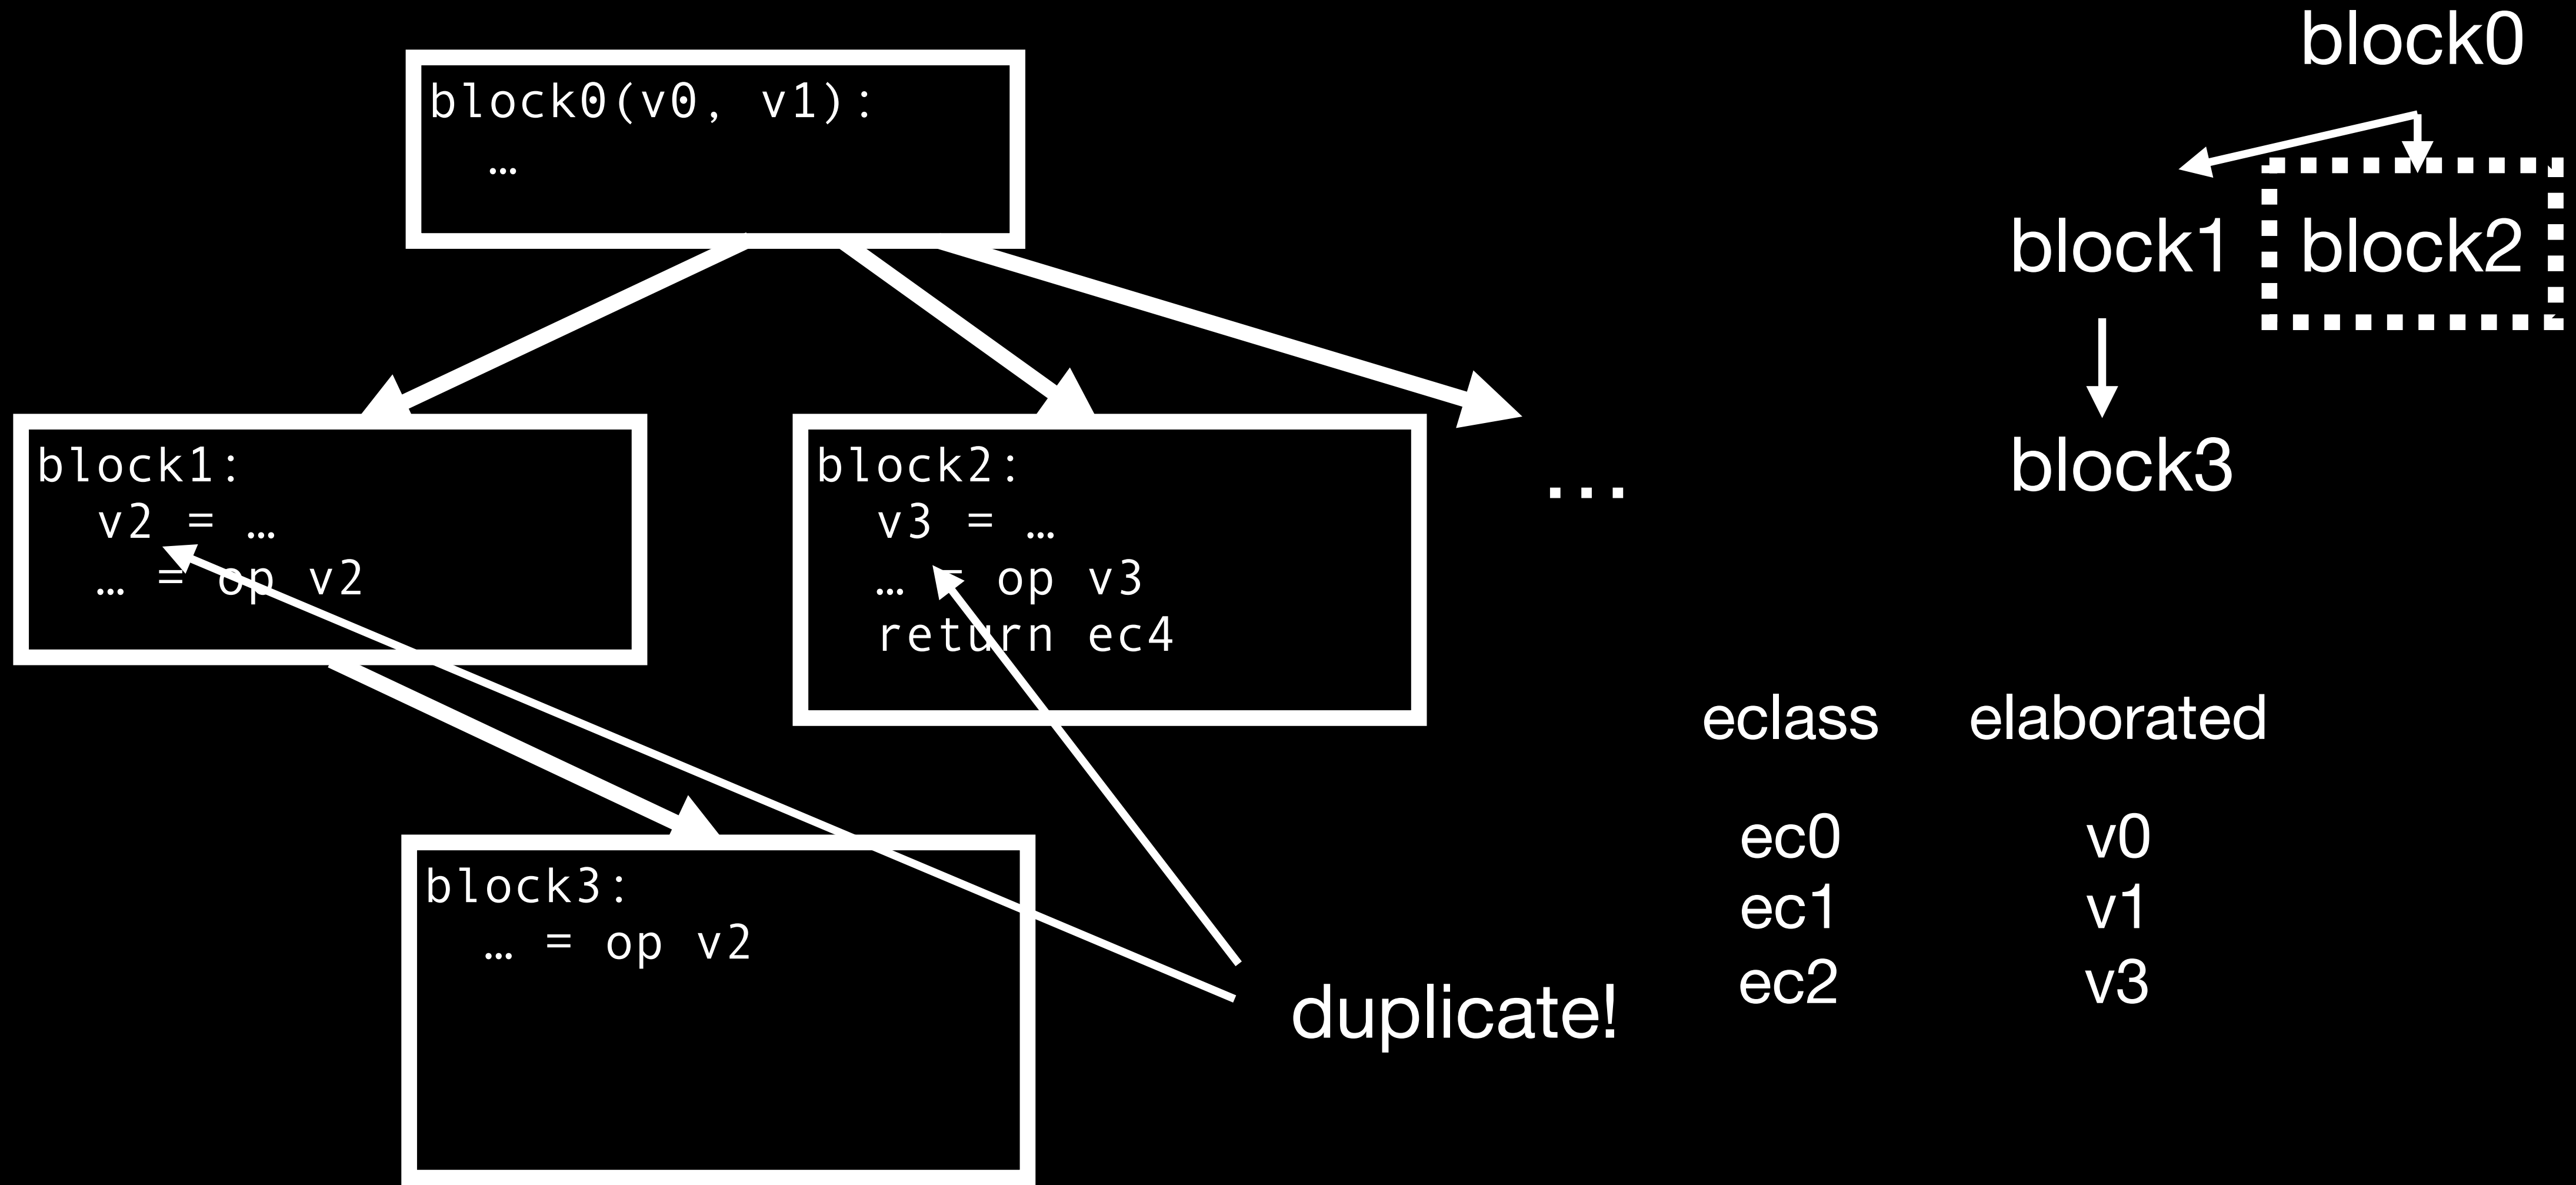 block0(v0, v1):
…
block1:
v2 = …
… = op v2
block2:
v3 = …
… = op v3
return ec4
…
block3:
… = op v2
duplicate!
block0
block1 block2
block3
eclass elaborated
ec0 v0
ec1 v1
ec2 v3